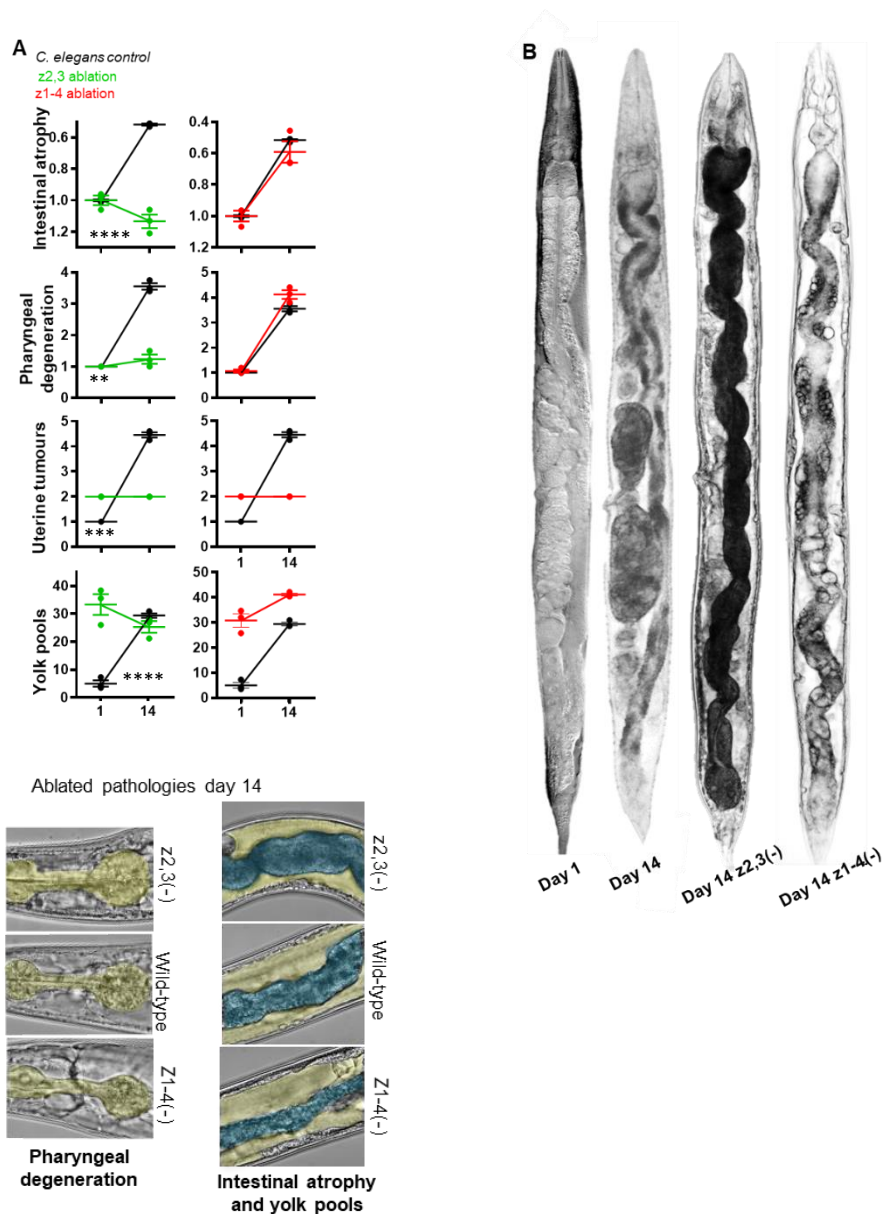 A
C. elegans control
z2,3 ablation
z1-4 ablation
Intestinal atrophy
0.6
0.8
1.0
1.2
****
0.4
0.6
0.8
1.0
1.2
Pharyngeal
degeneration
4
3
2
1
0
**
5
4
3
2
1
0
Uterine tumours
5
4
3
2
1
0
***
5
4
3
2
1
0
1
14
Yolk pools
40
30
20
10
0
****
1
14
50
40
30
20
10
0
1
14
Ablated pathologies day 14
z2,3(-)
Wild-type
Z1-4(-)
Pharyngeal
degeneration
z2,3(-)
Wild-type
Z1-4(-)
Intestinal atrophy
and yolk pools
B
Day 1
Day 14
Day 14 z2,3(-)
Day 14 z1-4(-)